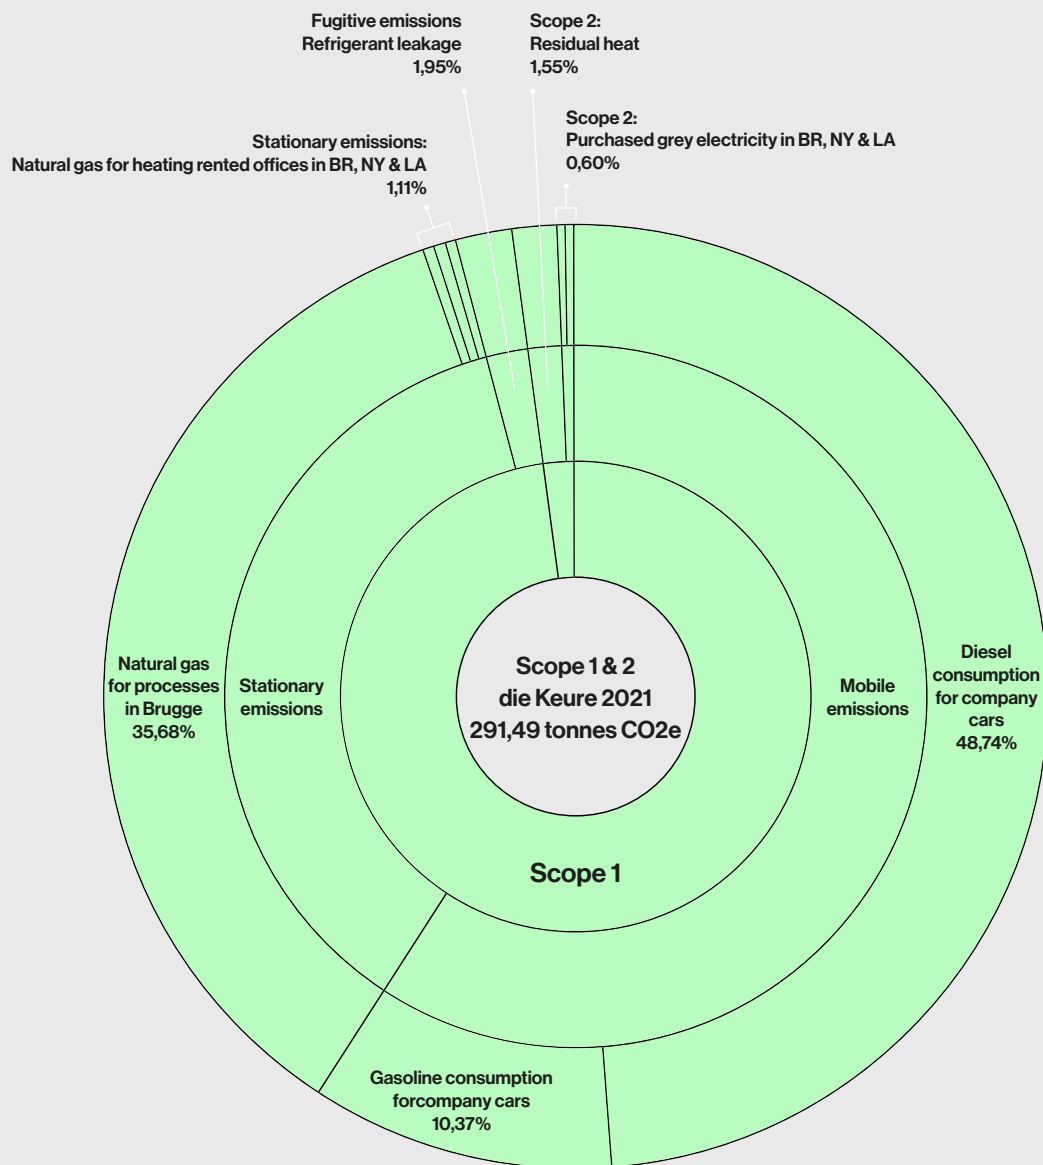 Fugitive emissions
Refrigerant leakage
1,95%
Scope 2:
Residual heat
1,55%
Stationary emissions:
Natural gas for heating rented offices in BR, NY & LA
1,11%
Scope 2:
Purchased grey electricity in BR, NY & LA
0,60%
Natural gas
for processes
in Brugge
35,68%
Stationary
emissions
Scope 1 & 2
die Keure 2021
291,49 tonnes CO2e
Mobile
emissions
Diesel
consumption
for company
cars
48,74%
Scope 1
Gasoline consumption
forcompany cars
10,37%